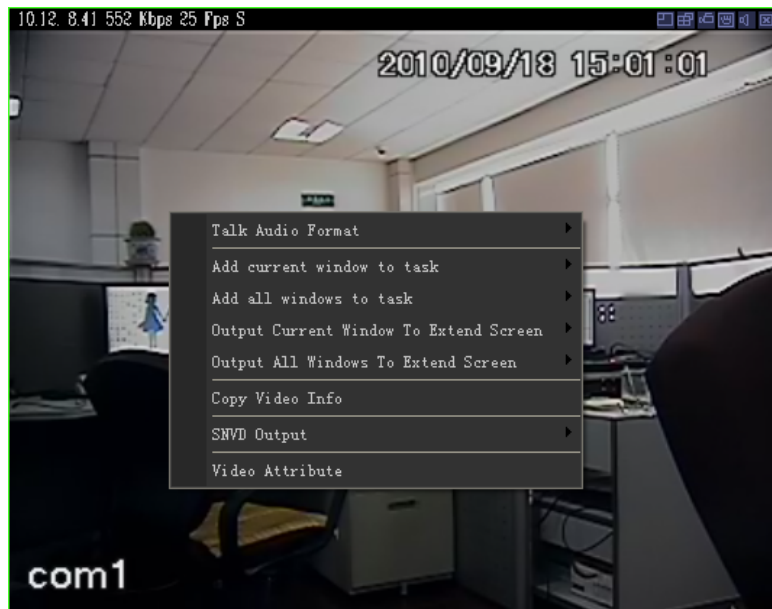 10.12. 8.41 552 Kbps 25 Fps S
2010/09/18 15:01:01
Talk Audio Format
Add current window to task
Add all windows to task
Output Current Window To Extend Screen
Output All Windows To Extend Screen
Copy Video Info
SNVD Output
Video Attribute
com1